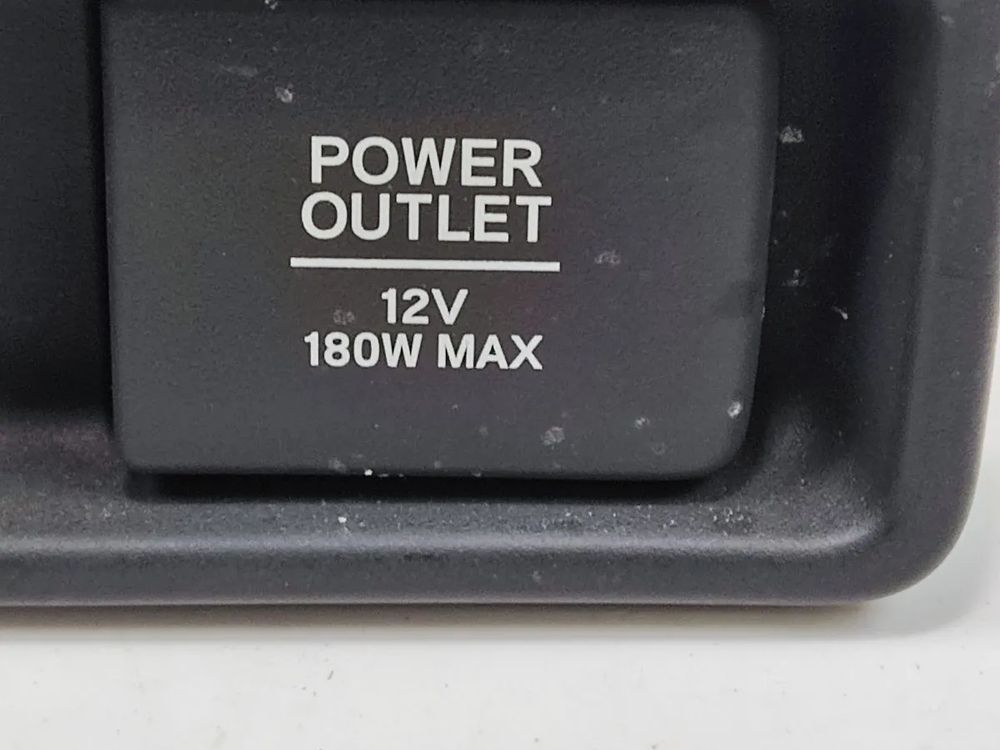 POWER
OUTLET
12V
180W MAX